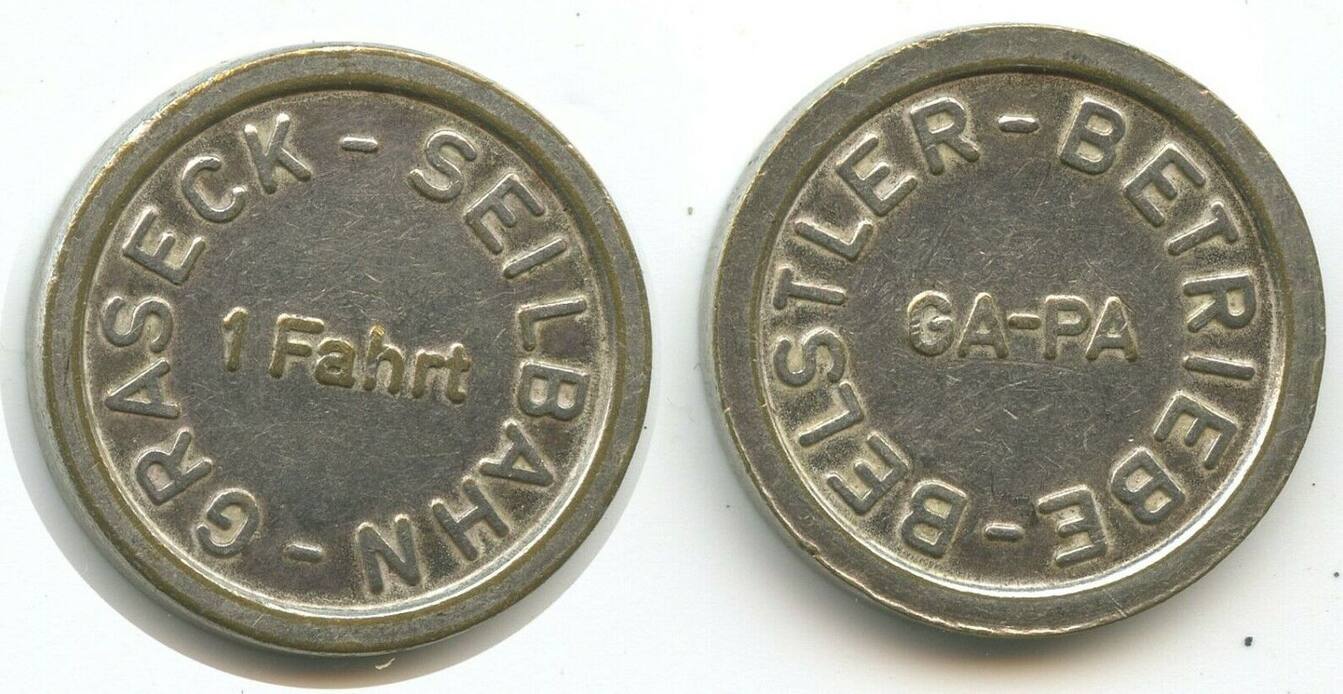 GRASECK - SEILBAHN -
1 Fahrt
BELSTLER - BETRIEBE -
GA-PA